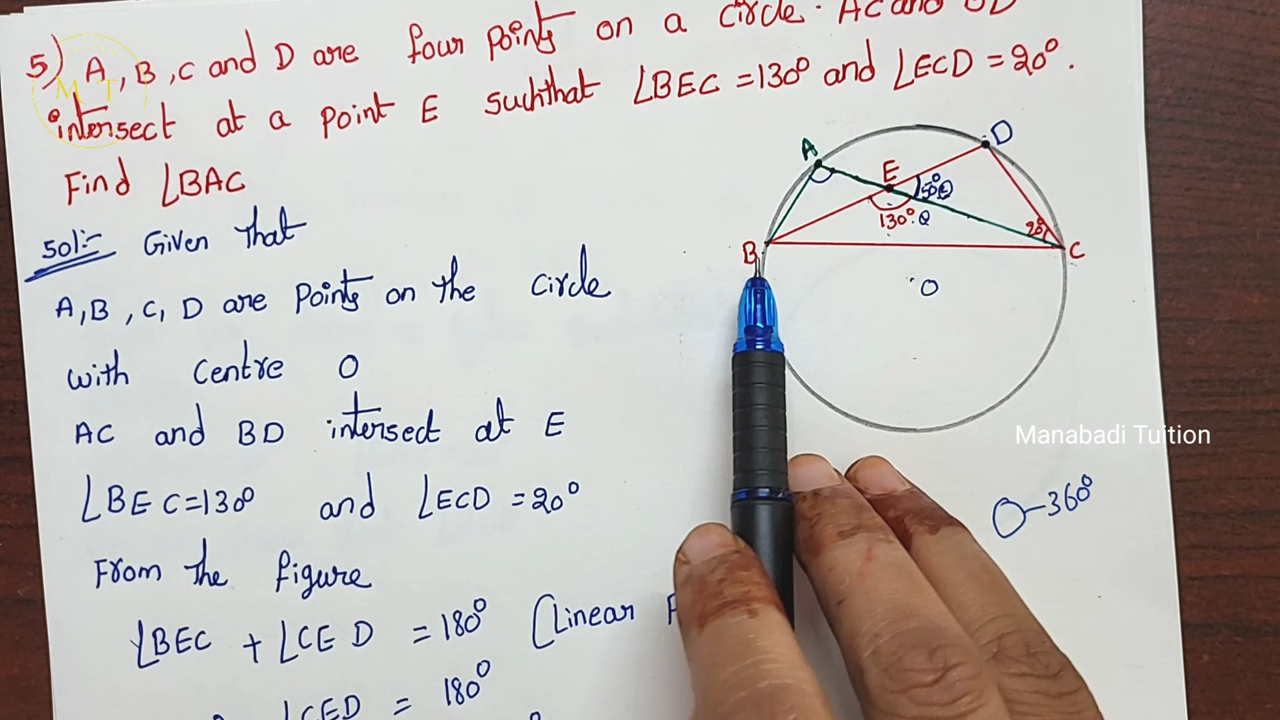 5) A, B, C and D are four points on a circle. AC and BD
intersect at a point E suchthat ∠BEC = 130° and ∠ECD = 20°.
Find ∠BAC
Sol:- Given that
A, B, C, D are Points on the circle
with centre O
AC and BD intersect at E
∠BEC = 130° and ∠ECD = 20°
From the figure
∠BEC + ∠CED = 180° (Linear P
∠CED = 180°
M T
A
D
E
50°
130°
20°
B
C
O
Manabadi Tuition
O-360°